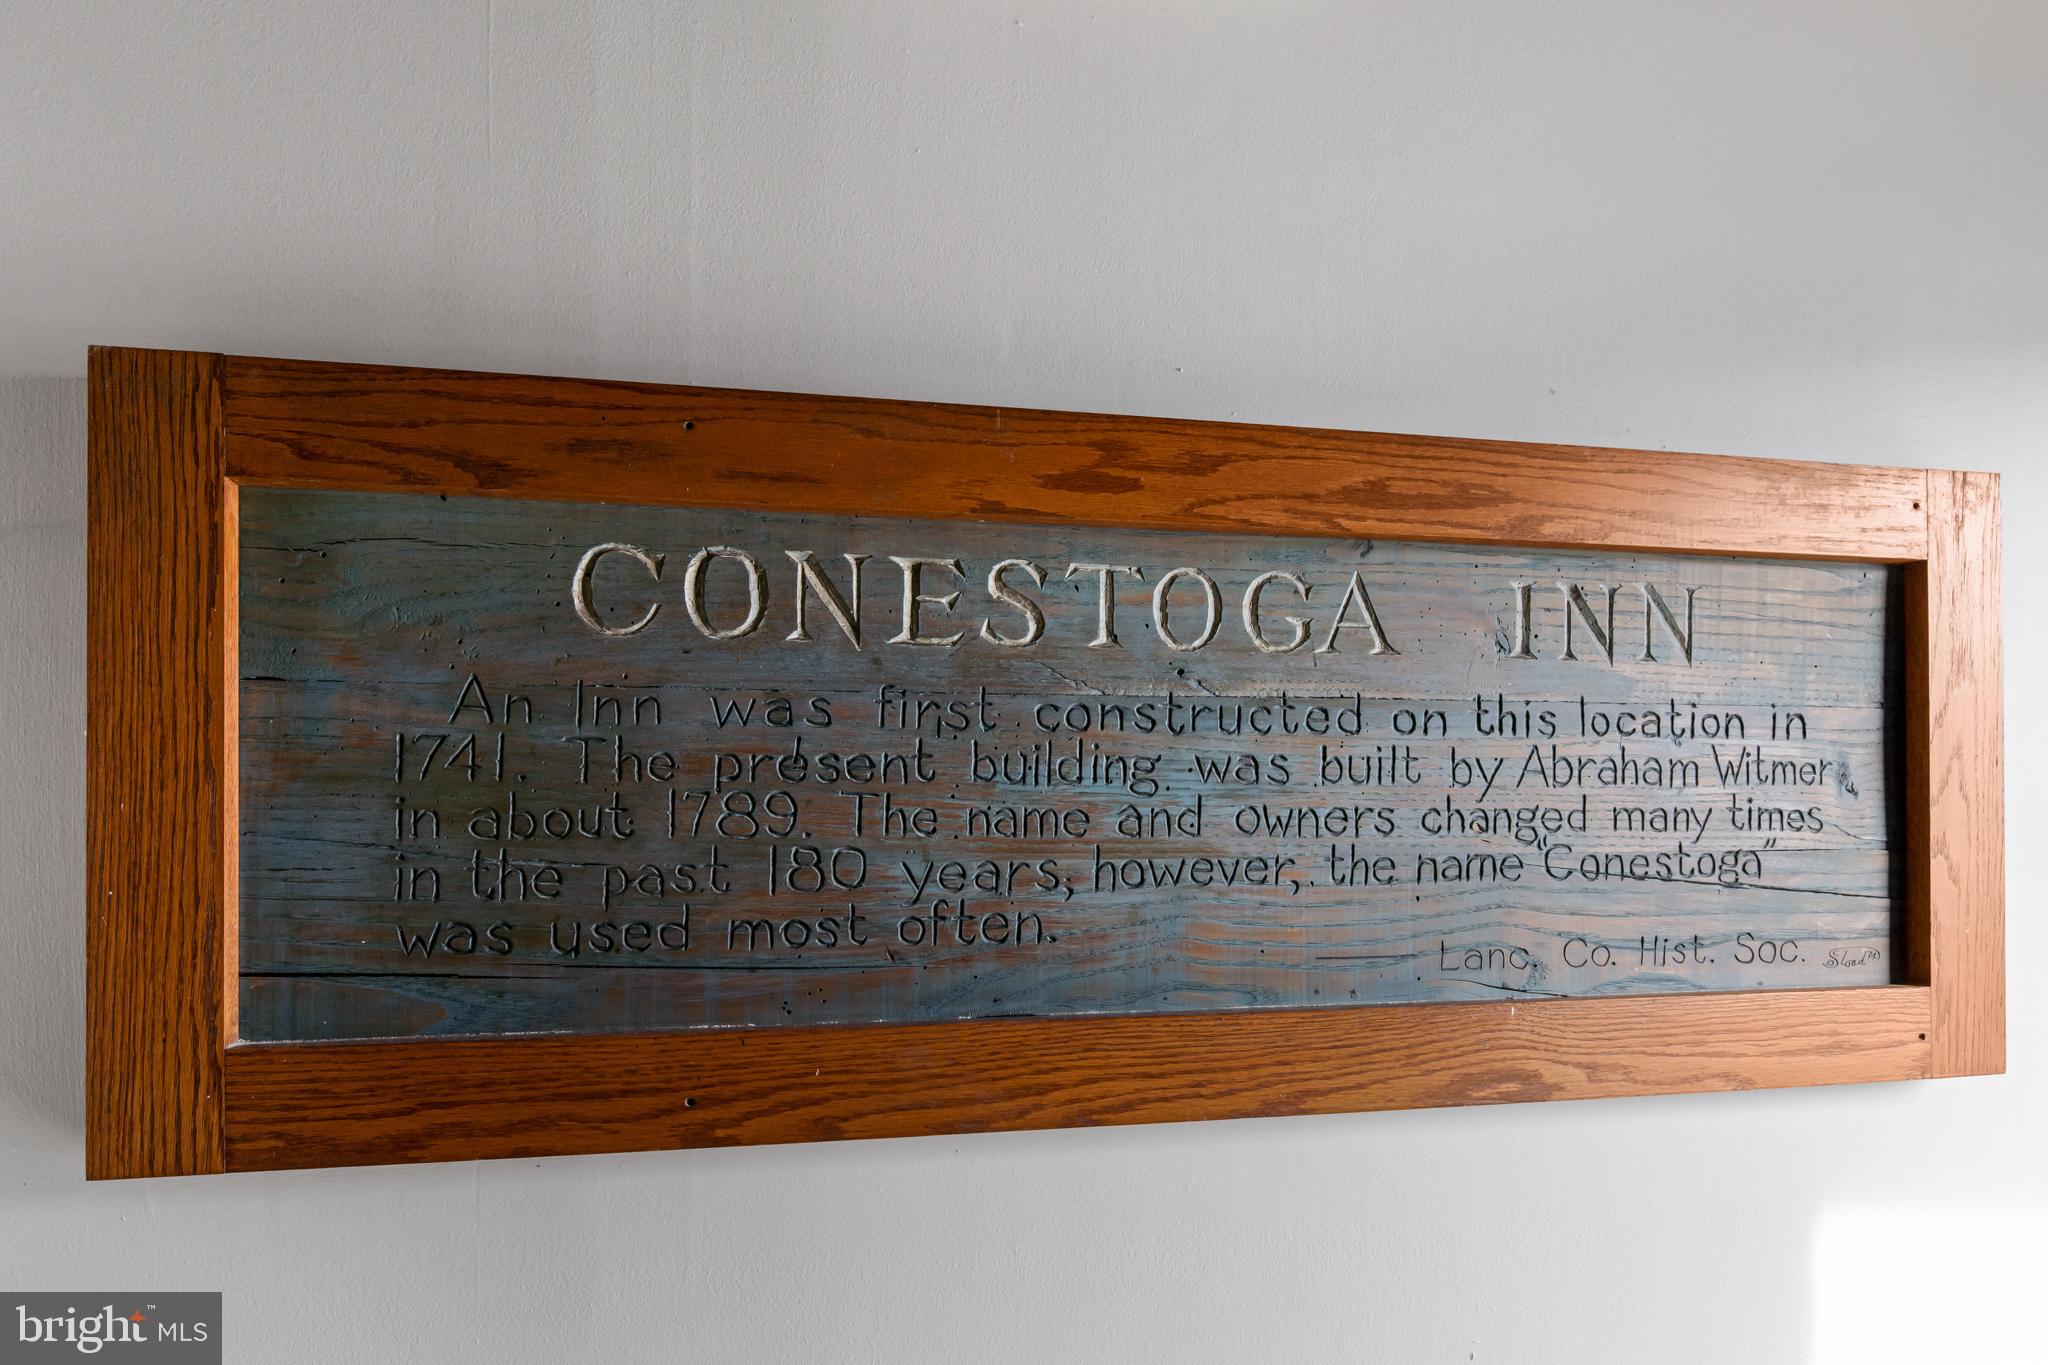 CONESTOGA INN
An Inn was first constructed on this location in
1741. The present building was built by Abraham Witmer
in about 1789. The name and owners changed many times
in the past 180 years; however, the name "Conestoga"
was used most often.
Lanc. Co. Hist. Soc.
bright™ MLS